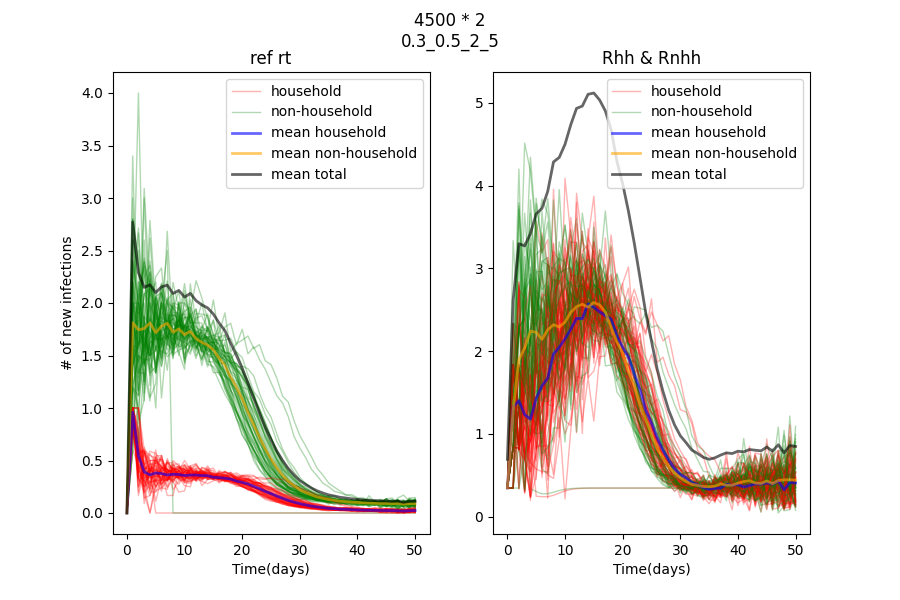 4500 * 2
0.3_0.5_2_5
ref rt
household
non-household
mean household
mean non-household
mean total
# of new infections
4.0
3.5
3.0
2.5
2.0
1.5
1.0
0.5
0.0
0 10 20 30 40 50
Time(days)
Rhh & Rnhh
household
non-household
mean household
mean non-household
mean total
5
4
3
2
1
0
0 10 20 30 40 50
Time(days)